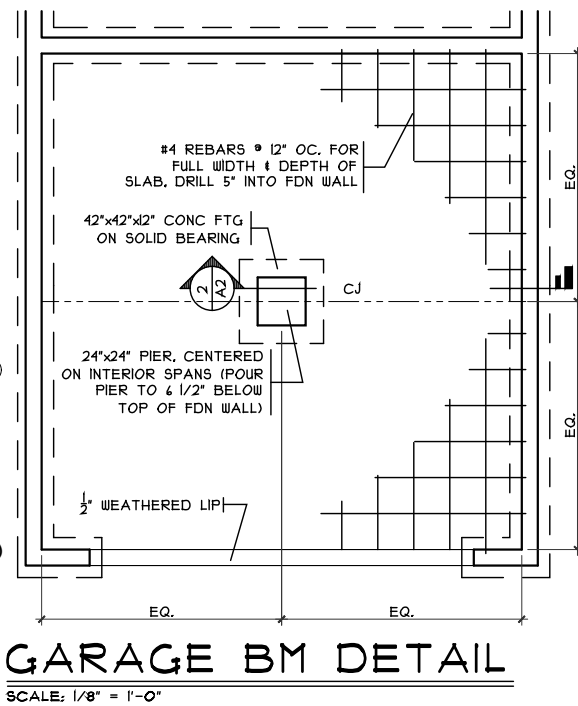 #4 REBARS @ 12" OC. FOR
FULL WIDTH & DEPTH OF
SLAB, DRILL 5" INTO FDN WALL
EQ.
42"x42"x12" CONC FTG
ON SOLID BEARING
2
A2
CJ
24"x24" PIER, CENTERED
ON INTERIOR SPANS (POUR
PIER TO 6 1/2" BELOW
TOP OF FDN WALL)
EQ.
1/2" WEATHERED LIP
EQ.
EQ.
GARAGE BM DETAIL
SCALE: 1/8" = 1'-0"